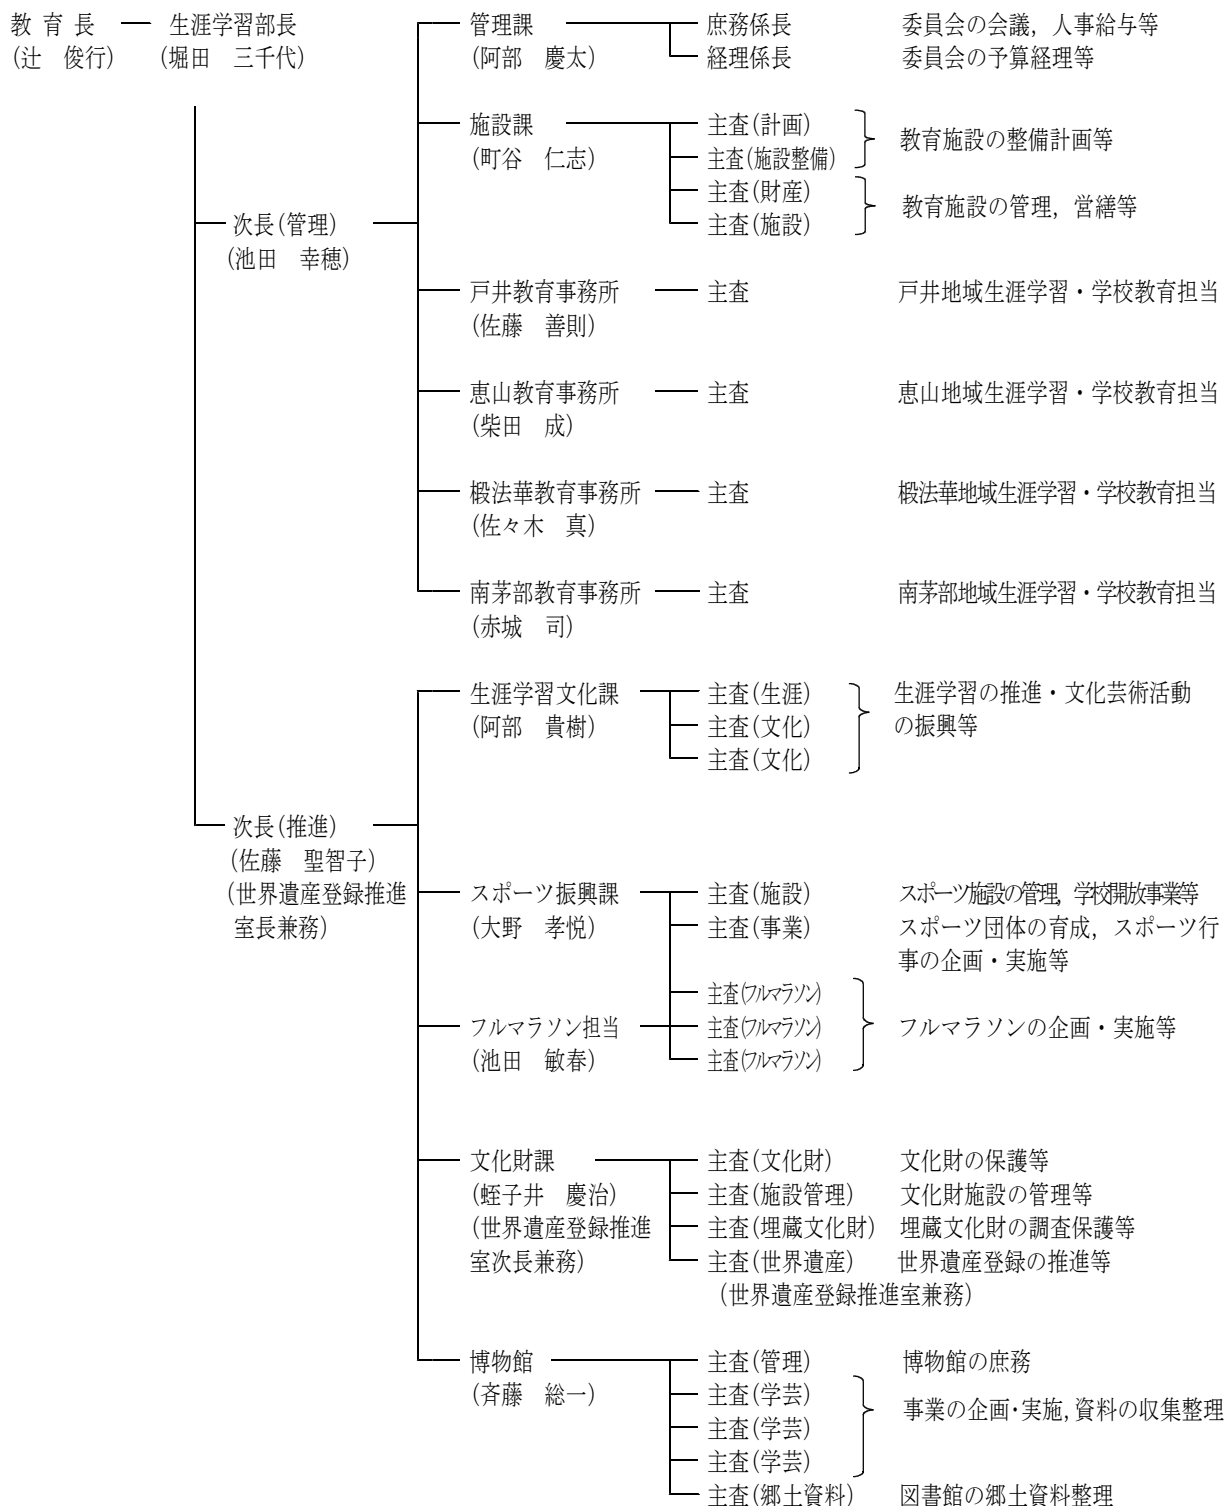 教育長 生涯学習部長 管理課 庶務係長 委員会の会議，人事給与等
(辻　俊行) (堀田　三千代) (阿部　慶太) 経理係長 委員会の予算経理等
施設課 主査(計画)
教育施設の整備計画等
(町谷　仁志) 主査(施設整備)
主査(財産)
教育施設の管理，営繕等
次長(管理) 主査(施設)
(池田　幸穂)
戸井教育事務所 主査 戸井地域生涯学習・学校教育担当
(佐藤　善則)
恵山教育事務所 主査 恵山地域生涯学習・学校教育担当
(柴田　成)
椴法華教育事務所 主査 椴法華地域生涯学習・学校教育担当
(佐々木　真)
南茅部教育事務所 主査 南茅部地域生涯学習・学校教育担当
(赤城　司)
生涯学習文化課 主査(生涯) 生涯学習の推進・文化芸術活動
(阿部　貴樹) 主査(文化) の振興等
主査(文化)
次長(推進)
(佐藤　聖智子)
(世界遺産登録推進 スポーツ振興課 主査(施設) スポーツ施設の管理，学校開放事業等
室長兼務) (大野　孝悦) 主査(事業) スポーツ団体の育成，スポーツ行
事の企画・実施等
主査(フルマラソン)
フルマラソン担当 主査(フルマラソン) フルマラソンの企画・実施等
(池田　敏春) 主査(フルマラソン)
文化財課 主査(文化財) 文化財の保護等
(蛭子井　慶治) 主査(施設管理) 文化財施設の管理等
(世界遺産登録推進 主査(埋蔵文化財) 埋蔵文化財の調査保護等
室次長兼務) 主査(世界遺産) 世界遺産登録の推進等
(世界遺産登録推進室兼務)
博物館 主査(管理) 博物館の庶務
(斉藤　総一) 主査(学芸)
事業の企画・実施，資料の収集整理
主査(学芸)
主査(学芸)
主査(郷土資料) 図書館の郷土資料整理